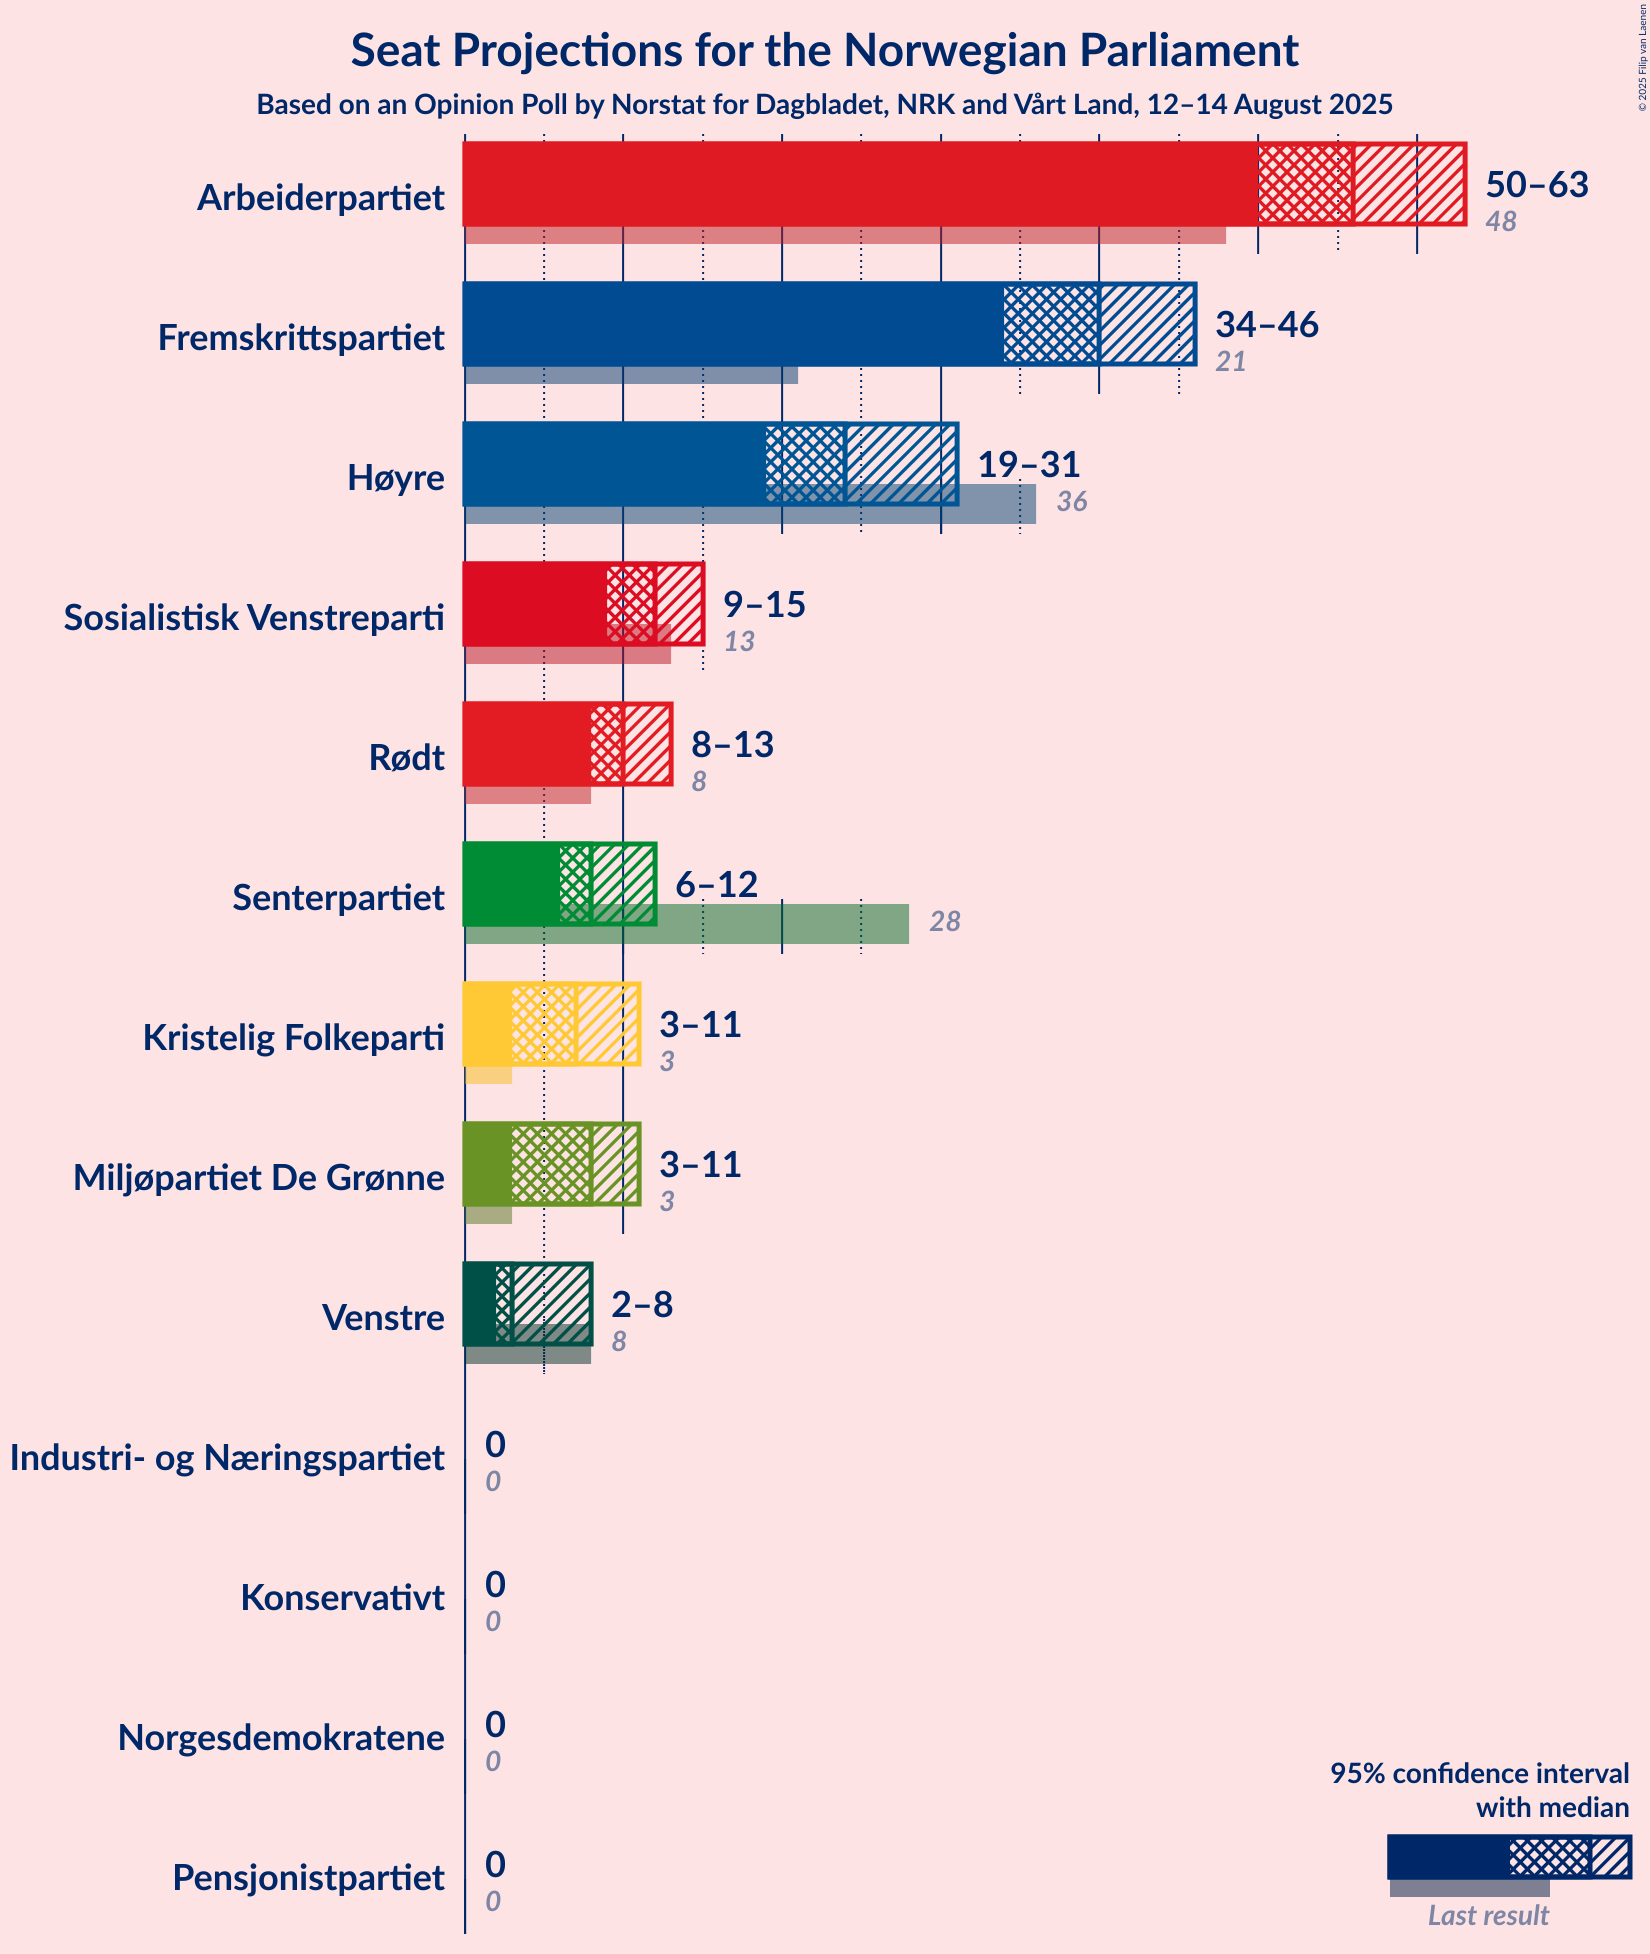 Seat Projections for the Norwegian Parliament
Based on an Opinion Poll by Norstat for Dagbladet, NRK and Vårt Land, 12–14 August 2025
© 2025 Filip van Laenen
Arbeiderpartiet
50–63
48
Fremskrittspartiet
34–46
21
Høyre
19–31
36
Sosialistisk Venstreparti
9–15
13
Rødt
8–13
8
Senterpartiet
6–12
28
Kristelig Folkeparti
3–11
3
Miljøpartiet De Grønne
3–11
3
Venstre
2–8
8
Industri- og Næringspartiet
0
0
Konservativt
0
0
Norgesdemokratene
0
0
Pensjonistpartiet
0
0
95% confidence interval
with median
Last result